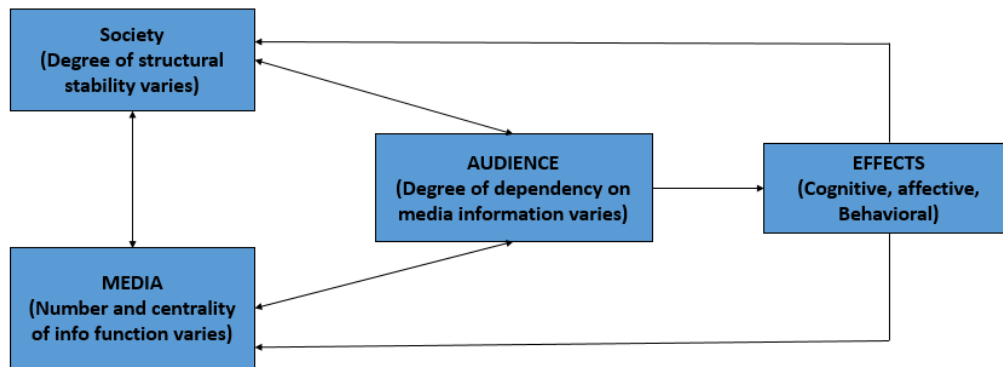 Society
(Degree of structural
stability varies)
AUDIENCE
(Degree of dependency on
media information varies)
EFFECTS
(Cognitive, affective,
Behavioral)
MEDIA
(Number and centrality
of info function varies)